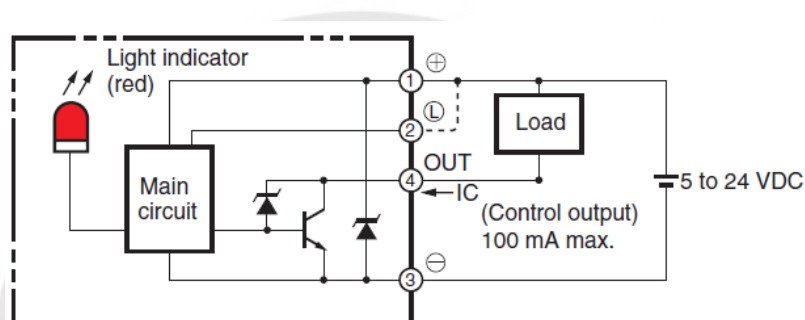 Light indicator
(red)
Main
circuit
1
⊕
2
Ⓛ
4
OUT
IC
(Control output)
100 mA max.
3
⊖
Load
5 to 24 VDC